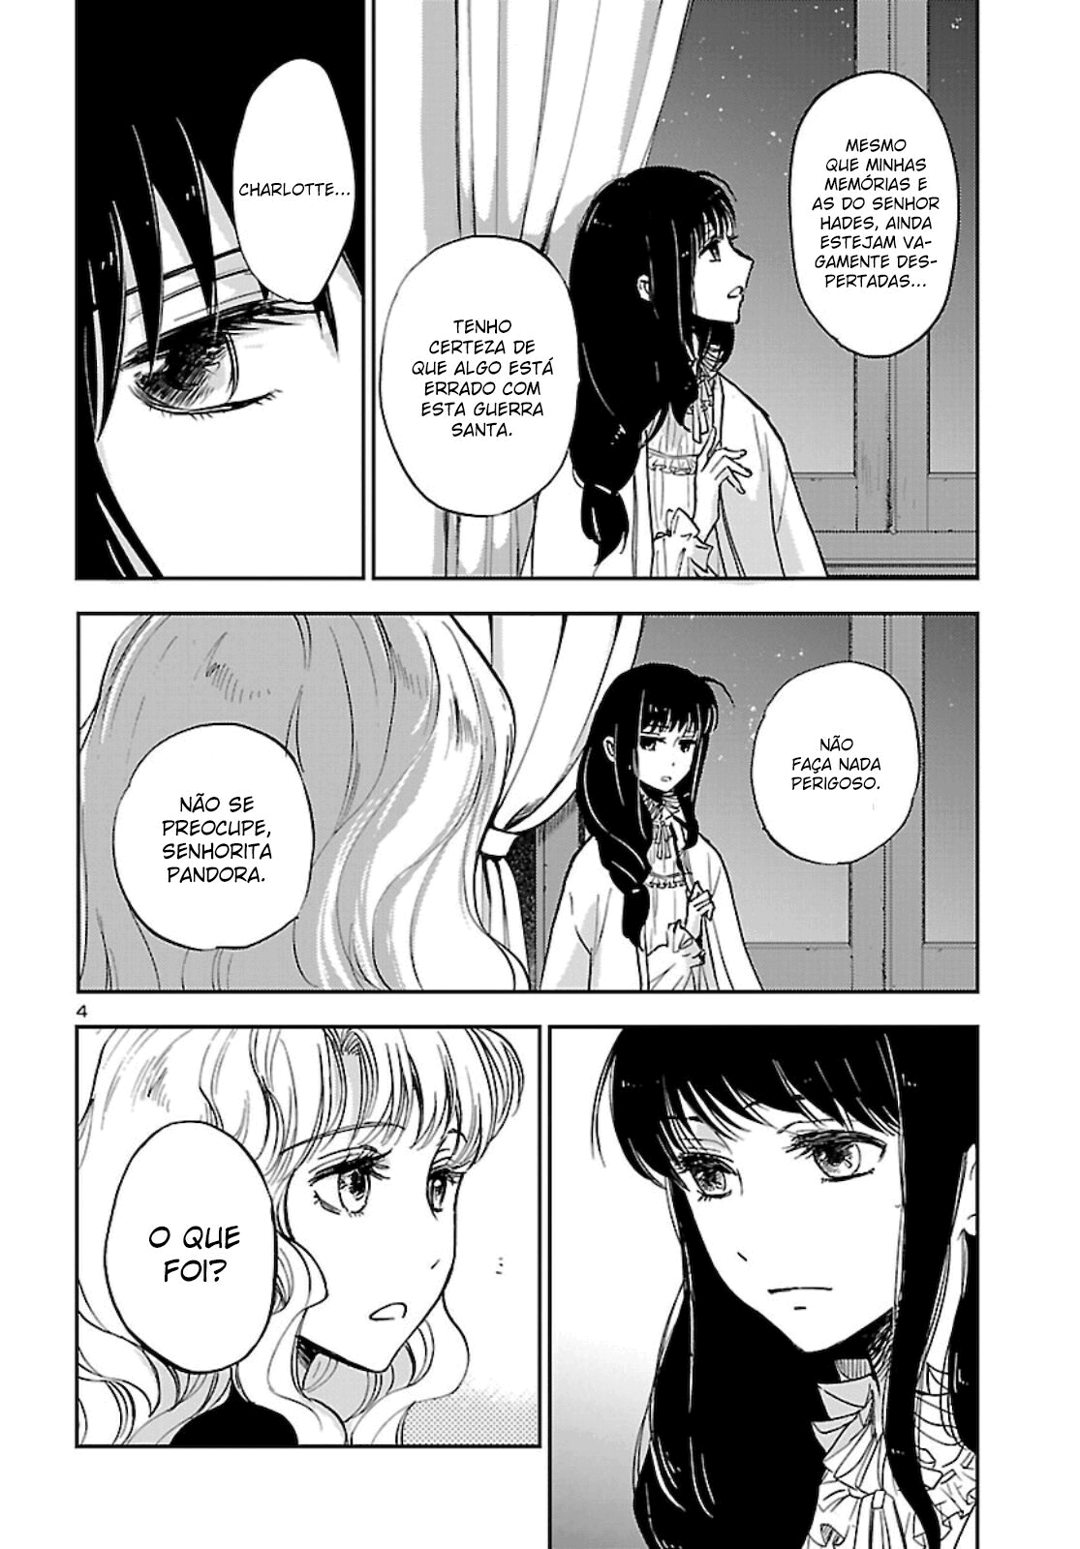 MESMO
QUE MINHAS
MEMÓRIAS E
AS DO SENHOR
HADES, AINDA
ESTEJAM VA-
GAMENTE DES-
PERTADAS...
TENHO
CERTEZA DE
QUE ALGO ESTÁ
ERRADO COM
ESTA GUERRA
SANTA.
CHARLOTTE...
NÃO
FAÇA NADA
PERIGOSO.
NÃO SE
PREOCUPE,
SENHORITA
PANDORA.
4
O QUE
FOI?